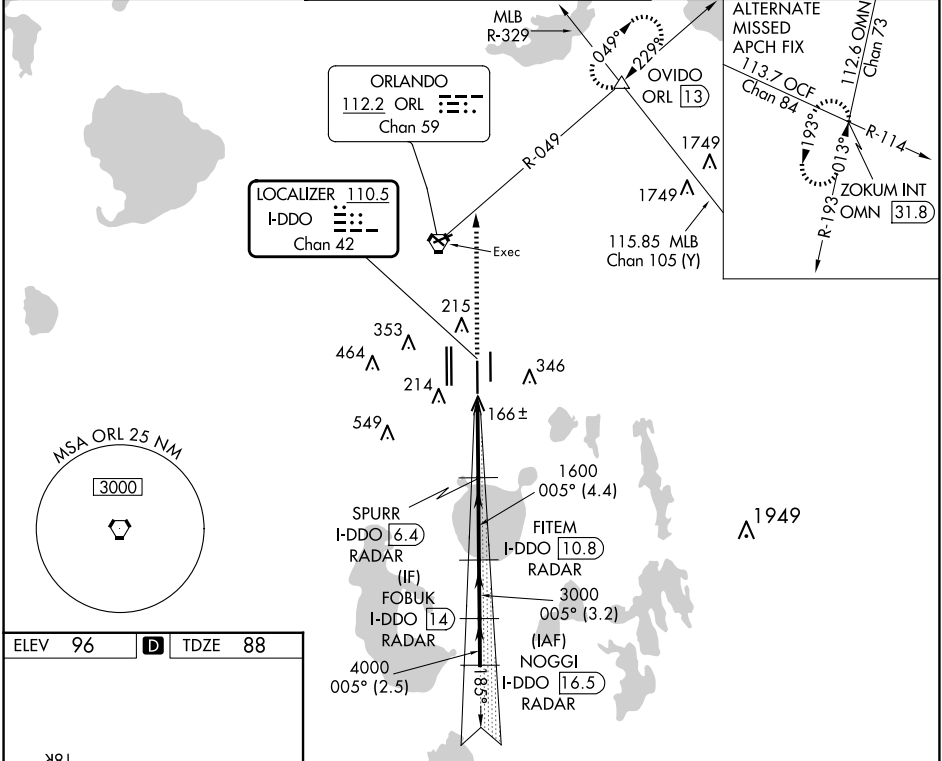 MLB
R-329
049°
229°
OVIDO
ORL 13
ORLANDO
112.2 ORL
Chan 59
R-049
LOCALIZER 110.5
I-DDO
Chan 42
Exec
1749
1749
115.85 MLB
Chan 105 (Y)
ALTERNATE
MISSED
APCH FIX
112.6 OMN
Chan 73
113.7 OCF
Chan 84
193°
013°
R-114
R-193
ZOKUM INT
OMN 31.8
215
353
464
214
346
549
166±
MSA ORL 25 NM
3000
1600
005° (4.4)
SPURR
I-DDO 6.4
RADAR
FITEM
I-DDO 10.8
RADAR
1949
(IF)
FOBUK
I-DDO 14
RADAR
3000
005° (3.2)
(IAF)
NOGGI
I-DDO 16.5
RADAR
4000
005° (2.5)
185°
ELEV 96 D TDZE 88
18R